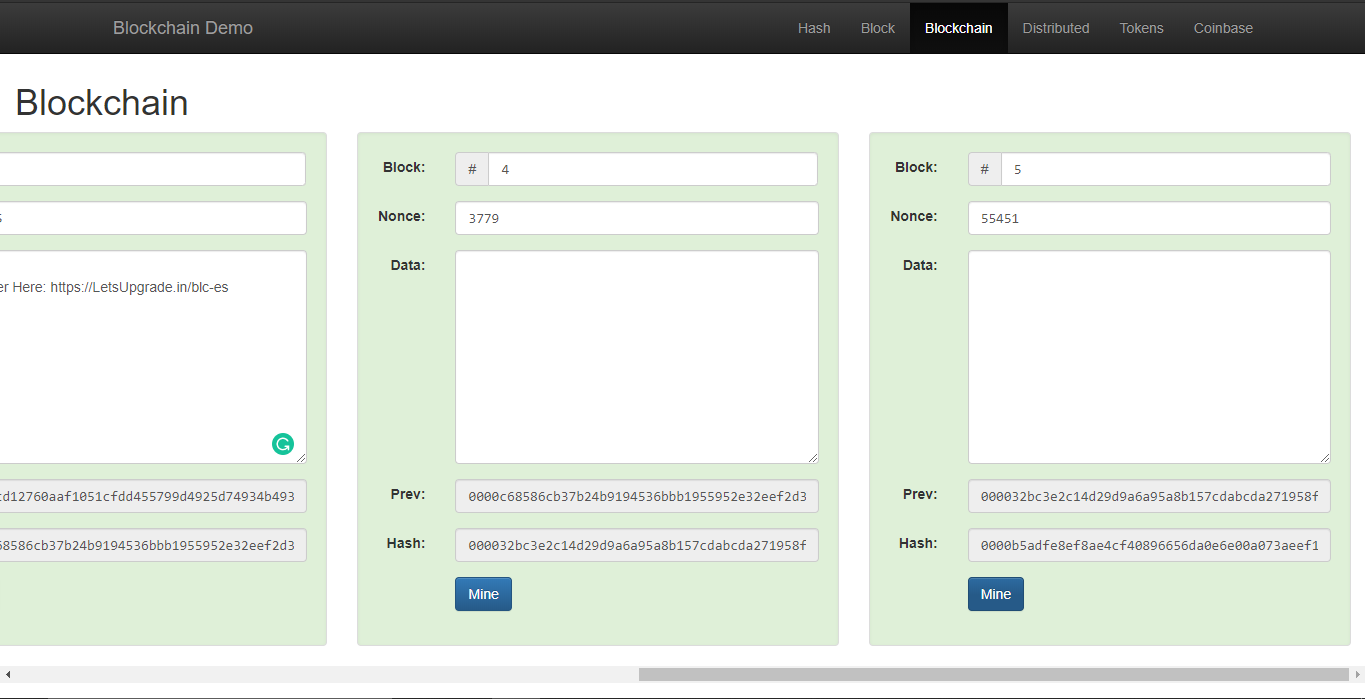 Blockchain Demo
Hash Block Blockchain Distributed Tokens Coinbase
Blockchain
er Here: https://LetsUpgrade.in/blc-es
cd12760aaf1051cfdd455799d4925d74934b493
68586cb37b24b9194536bbb1955952e32eef2d3
Block: # 4
Nonce: 3779
Data:
Prev: 0000c68586cb37b24b9194536bbb1955952e32eef2d3
Hash: 000032bc3e2c14d29d9a6a95a8b157cdabcda271958f
Mine
Block: # 5
Nonce: 55451
Data:
Prev: 000032bc3e2c14d29d9a6a95a8b157cdabcda271958f
Hash: 0000b5adfe8ef8ae4cf40896656da0e6e00a073aeef1
Mine